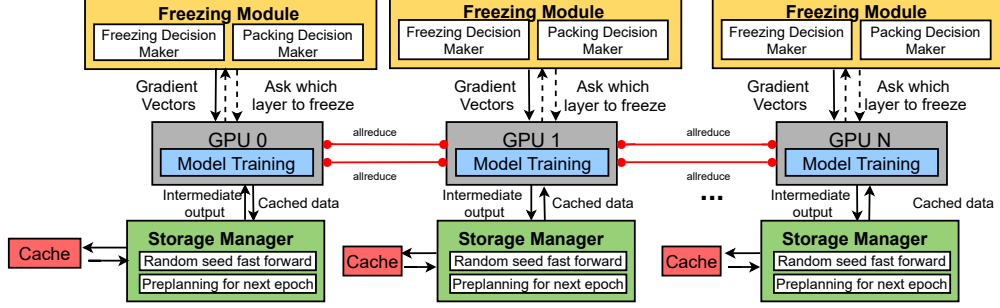 Freezing Module
Freezing Decision Maker
Packing Decision Maker
Gradient Vectors
Ask which layer to freeze
GPU 0
Model Training
Intermediate output
Cached data
Storage Manager
Random seed fast forward
Preplanning for next epoch
Cache
allreduce
allreduce
Freezing Module
Freezing Decision Maker
Packing Decision Maker
Gradient Vectors
Ask which layer to freeze
GPU 1
Model Training
Intermediate output
Cached data
Storage Manager
Random seed fast forward
Preplanning for next epoch
Cache
allreduce
allreduce
...
Freezing Module
Freezing Decision Maker
Packing Decision Maker
Gradient Vectors
Ask which layer to freeze
GPU N
Model Training
Intermediate output
Cached data
Storage Manager
Random seed fast forward
Preplanning for next epoch
Cache